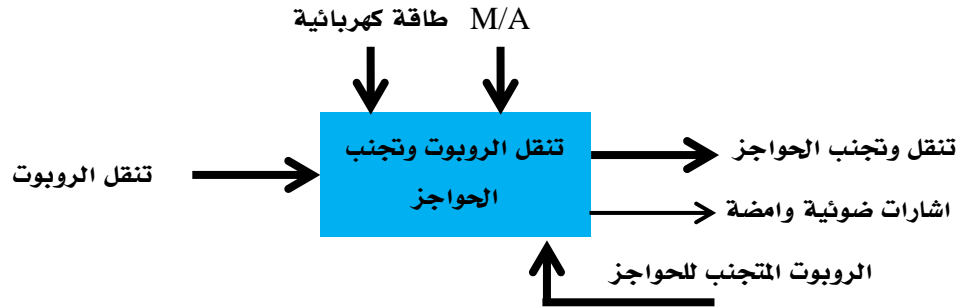 طاقة كهربائية M/A
تنقل الروبوت وتجنب
الحواجز
تنقل الروبوت
تنقل وتجنب الحواجز
اشارات ضوئية وامضة
الروبوت المتجنب للحواجز